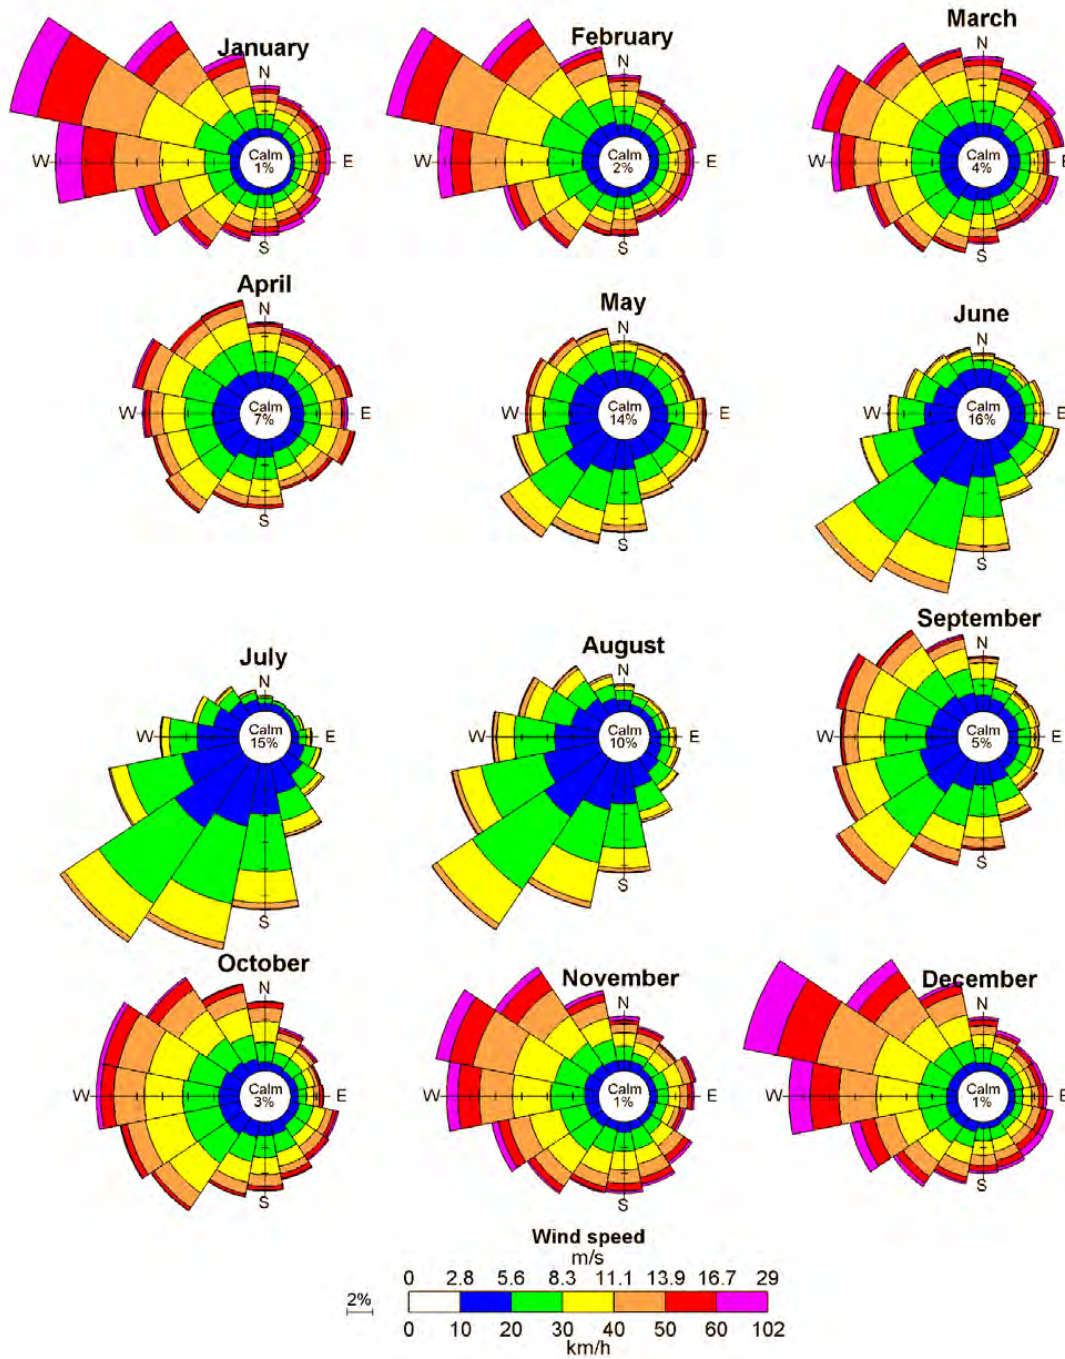 January
N
W
Calm
1%
E
S
February
N
W
Calm
2%
E
S
March
N
W
Calm
4%
E
S
April
N
W
Calm
7%
E
S
May
N
W
Calm
14%
E
S
June
N
W
Calm
16%
E
S
July
N
W
Calm
15%
E
S
August
N
W
Calm
10%
E
S
September
N
W
Calm
5%
E
S
October
N
W
Calm
3%
E
S
November
N
W
Calm
1%
E
S
December
N
W
Calm
1%
E
S
Wind speed
m/s
0 2.8 5.6 8.3 11.1 13.9 16.7 29
2%
0 10 20 30 40 50 60 102
km/h